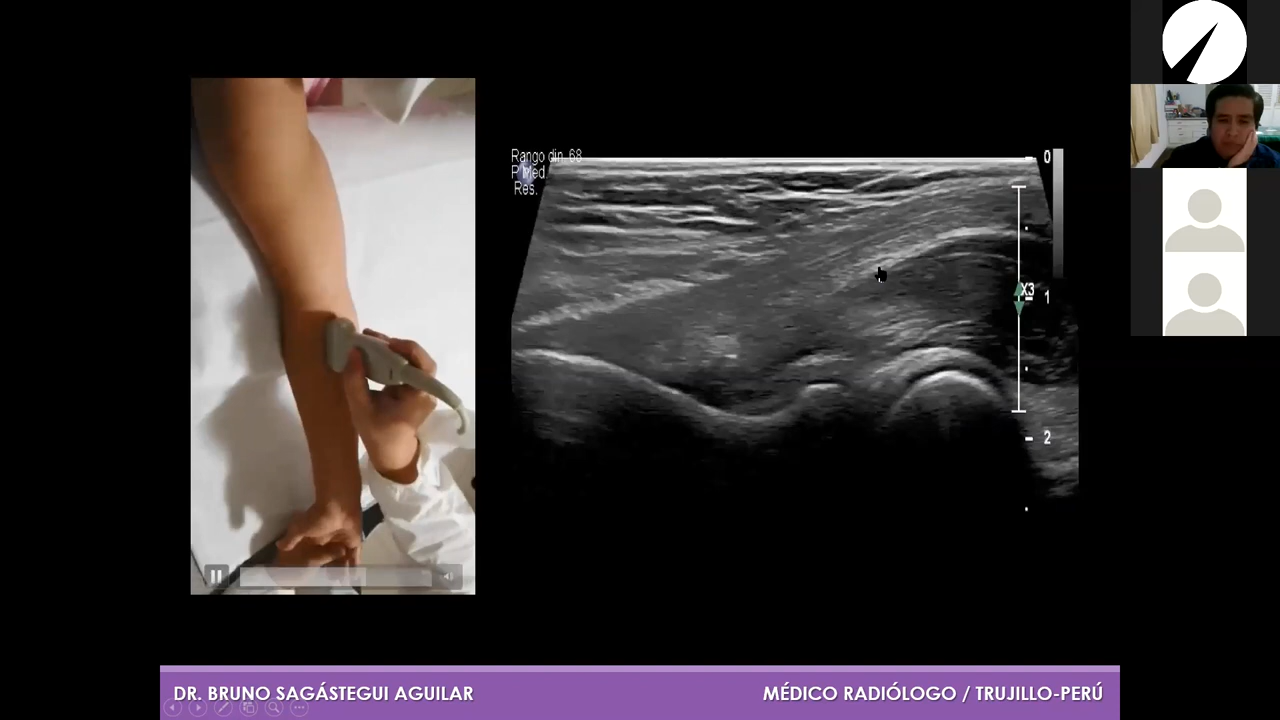 Rango din. 68
P Med.
Res.
0
X3
1
2
DR. BRUNO SAGÁSTEGUI AGUILAR
MÉDICO RADIÓLOGO / TRUJILLO-PERÚ